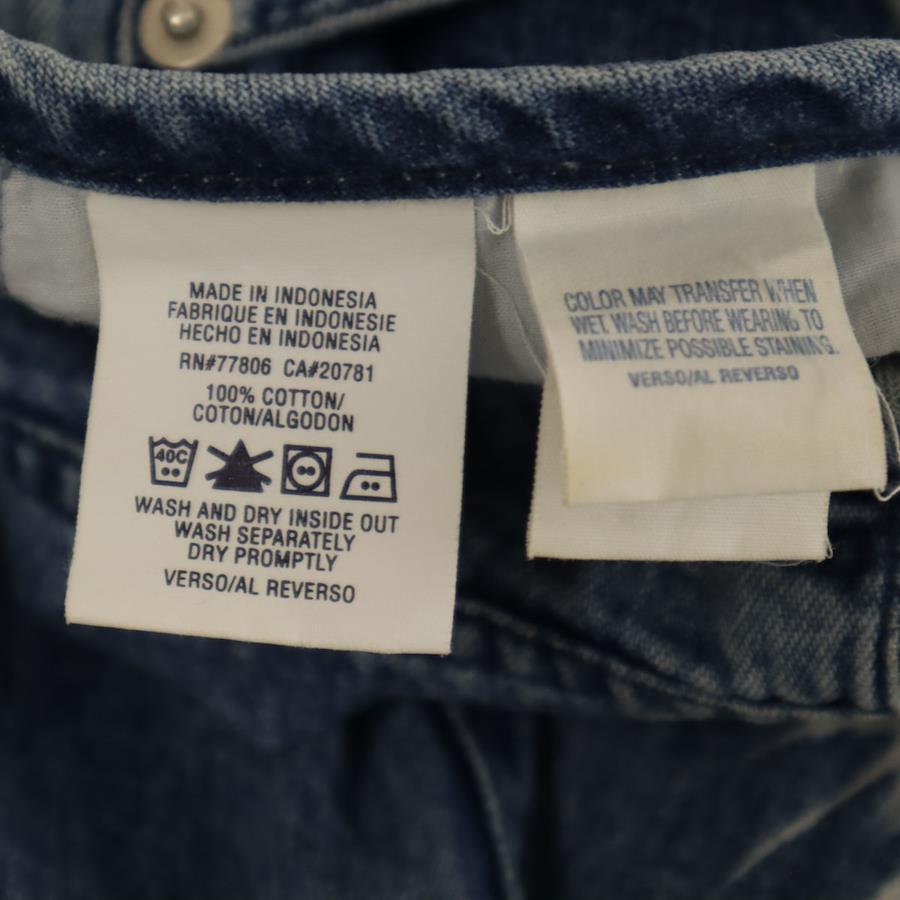 MADE IN INDONESIA
FABRIQUE EN INDONESIE
HECHO EN INDONESIA
RN#77806 CA#20781
100% COTTON/
COTON/ALGODON
40C
WASH AND DRY INSIDE OUT
WASH SEPARATELY
DRY PROMPTLY
VERSO/AL REVERSO
COLOR MAY TRANSFER WHEN
WET. WASH BEFORE WEARING TO
MINIMIZE POSSIBLE STAINING.
VERSO/AL REVERSO